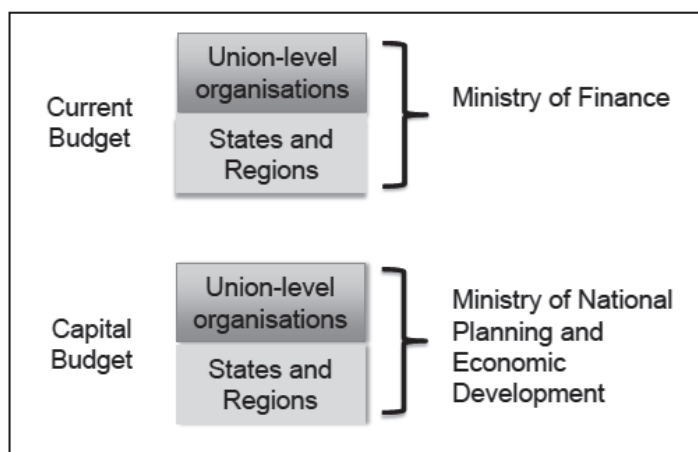 Current
Budget
Union-level
organisations
States and
Regions
Ministry of Finance
Capital
Budget
Union-level
organisations
States and
Regions
Ministry of National
Planning and
Economic
Development